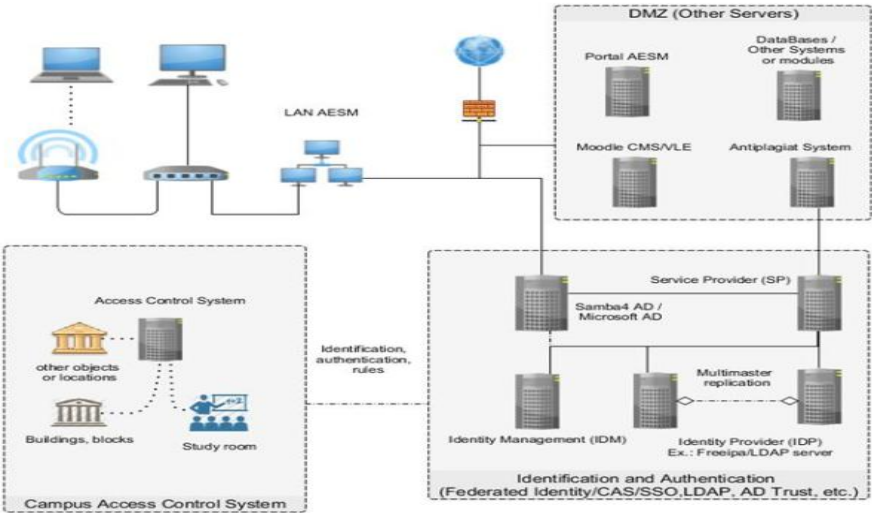 DMZ (Other Servers)
Portal AESM
DataBases /
Other Systems
or modules
LAN AESM
Moodle CMS/VLE
Antiplagiat System
Access Control System
other objects
or locations
Buildings, blocks
Study room
Campus Access Control System
Identification,
authentication,
rules
Service Provider (SP)
Samba4 AD /
Microsoft AD
Multimaster
replication
Identity Management (IDM)
Identity Provider (IDP)
Ex.: Freeipa/LDAP server
Identification and Authentication
(Federated Identity/CAS/SSO,LDAP, AD Trust, etc.)